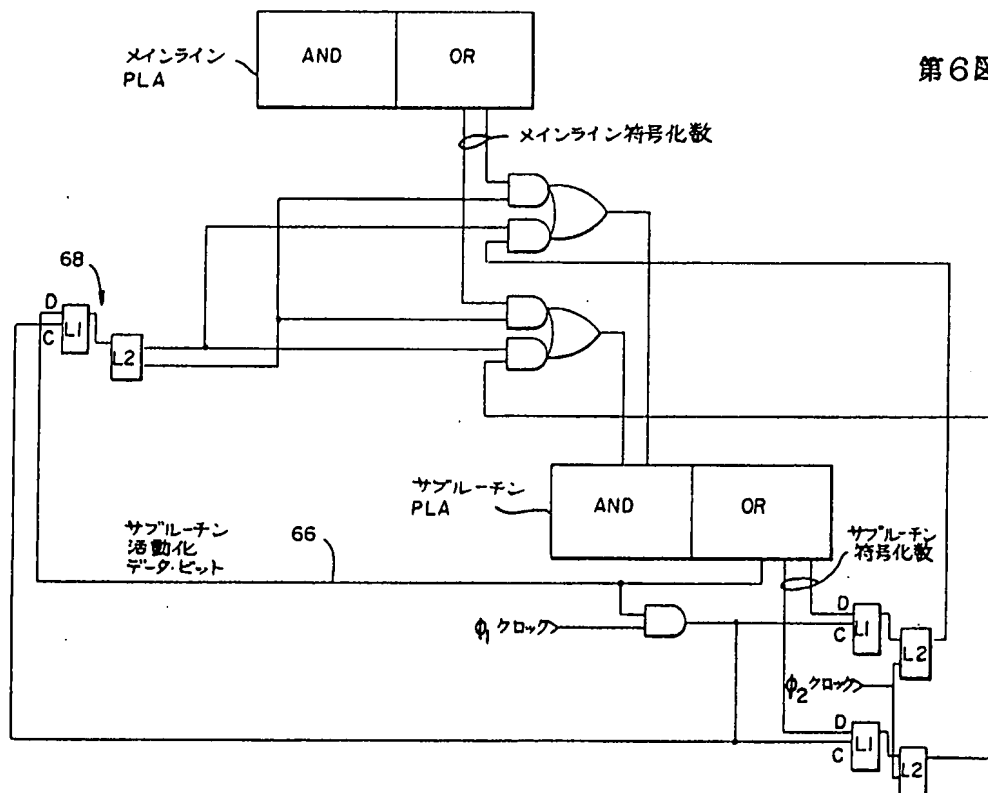 第6図
メインライン
PLA
AND
OR
メインライン符号化数
68
D
C
L1
L2
サブルーチン
PLA
AND
OR
サブルーチン
符号化数
サブルーチン
活動化
データ・ビット
66
φ1 クロック
D
C
L1
L2
φ2 クロック
D
C
L1
L2